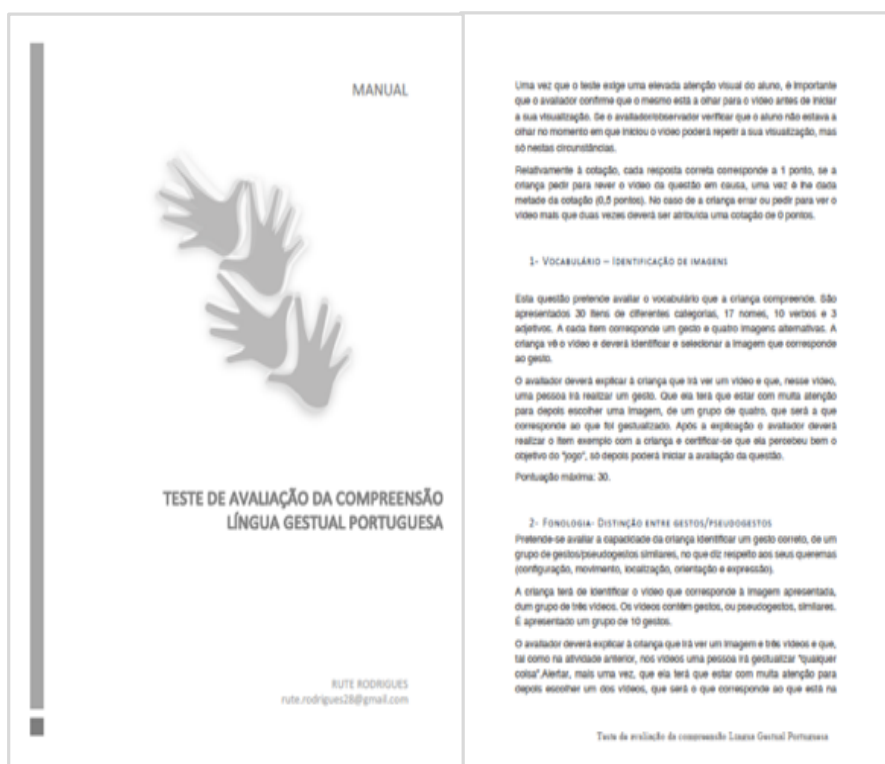 MANUAL
TESTE DE AVALIAÇÃO DA COMPREENSÃO
LÍNGUA GESTUAL PORTUGUESA
RUTE RODRIGUES
rute.rodrigues28@gmail.com
Uma vez que o teste exige uma elevada atenção visual do aluno, é importante
que o avaliador confirme que o mesmo está a olhar para o vídeo antes de iniciar
a sua visualização. Se o avaliador/observador verificar que o aluno não estava a
olhar no momento em que iniciou o vídeo poderá repetir a sua visualização, mas
só nestas circunstâncias.
Relativamente à cotação, cada resposta correta corresponde a 1 ponto, se a
criança pedir para rever o vídeo da questão em causa, uma vez é lhe dada
metade da cotação (0,5 pontos). No caso de a criança errar ou pedir para ver o
vídeo mais que duas vezes deverá ser atribuída uma cotação de 0 pontos.
1- VOCABULÁRIO – IDENTIFICAÇÃO DE IMAGENS
Esta questão pretende avaliar o vocabulário que a criança compreende. São
apresentados 30 itens de diferentes categorias, 17 nomes, 10 verbos e 3
adjetivos. A cada item corresponde um gesto e quatro imagens alternativas. A
criança vê o vídeo e deverá identificar e selecionar a imagem que corresponde
ao gesto.
O avaliador deverá explicar à criança que irá ver um vídeo e que, nesse vídeo,
uma pessoa irá realizar um gesto. Que ela terá que estar com muita atenção
para depois escolher uma imagem, de um grupo de quatro, que será a que
corresponde ao que foi gestualizado. Após a explicação o avaliador deverá
realizar o item exemplo com a criança e certificar-se que ela percebeu bem o
objetivo do "jogo", só depois poderá iniciar a avaliação da questão.
Pontuação máxima: 30.
2- FONOLOGIA- DISTINÇÃO ENTRE GESTOS/PSEUDOGESTOS
Pretende-se avaliar a capacidade da criança identificar um gesto correto, de um
grupo de gestos/pseudogestos similares, no que diz respeito aos seus queremas
(configuração, movimento, localização, orientação e expressão).
A criança terá de identificar o vídeo que corresponde à imagem apresentada,
dum grupo de três vídeos. Os vídeos contêm gestos, ou pseudogestos, similares.
É apresentado um grupo de 10 gestos.
O avaliador deverá explicar à criança que irá ver um imagem e três vídeos e que,
tal como na atividade anterior, nos vídeos uma pessoa irá gestualizar "qualquer
coisa".Alertar, mais uma vez, que ela terá que estar com muita atenção para
depois escolher um dos vídeos, que será o que corresponde ao que está na
Teste de avaliação da compreensão Língua Gestual Portuguesa